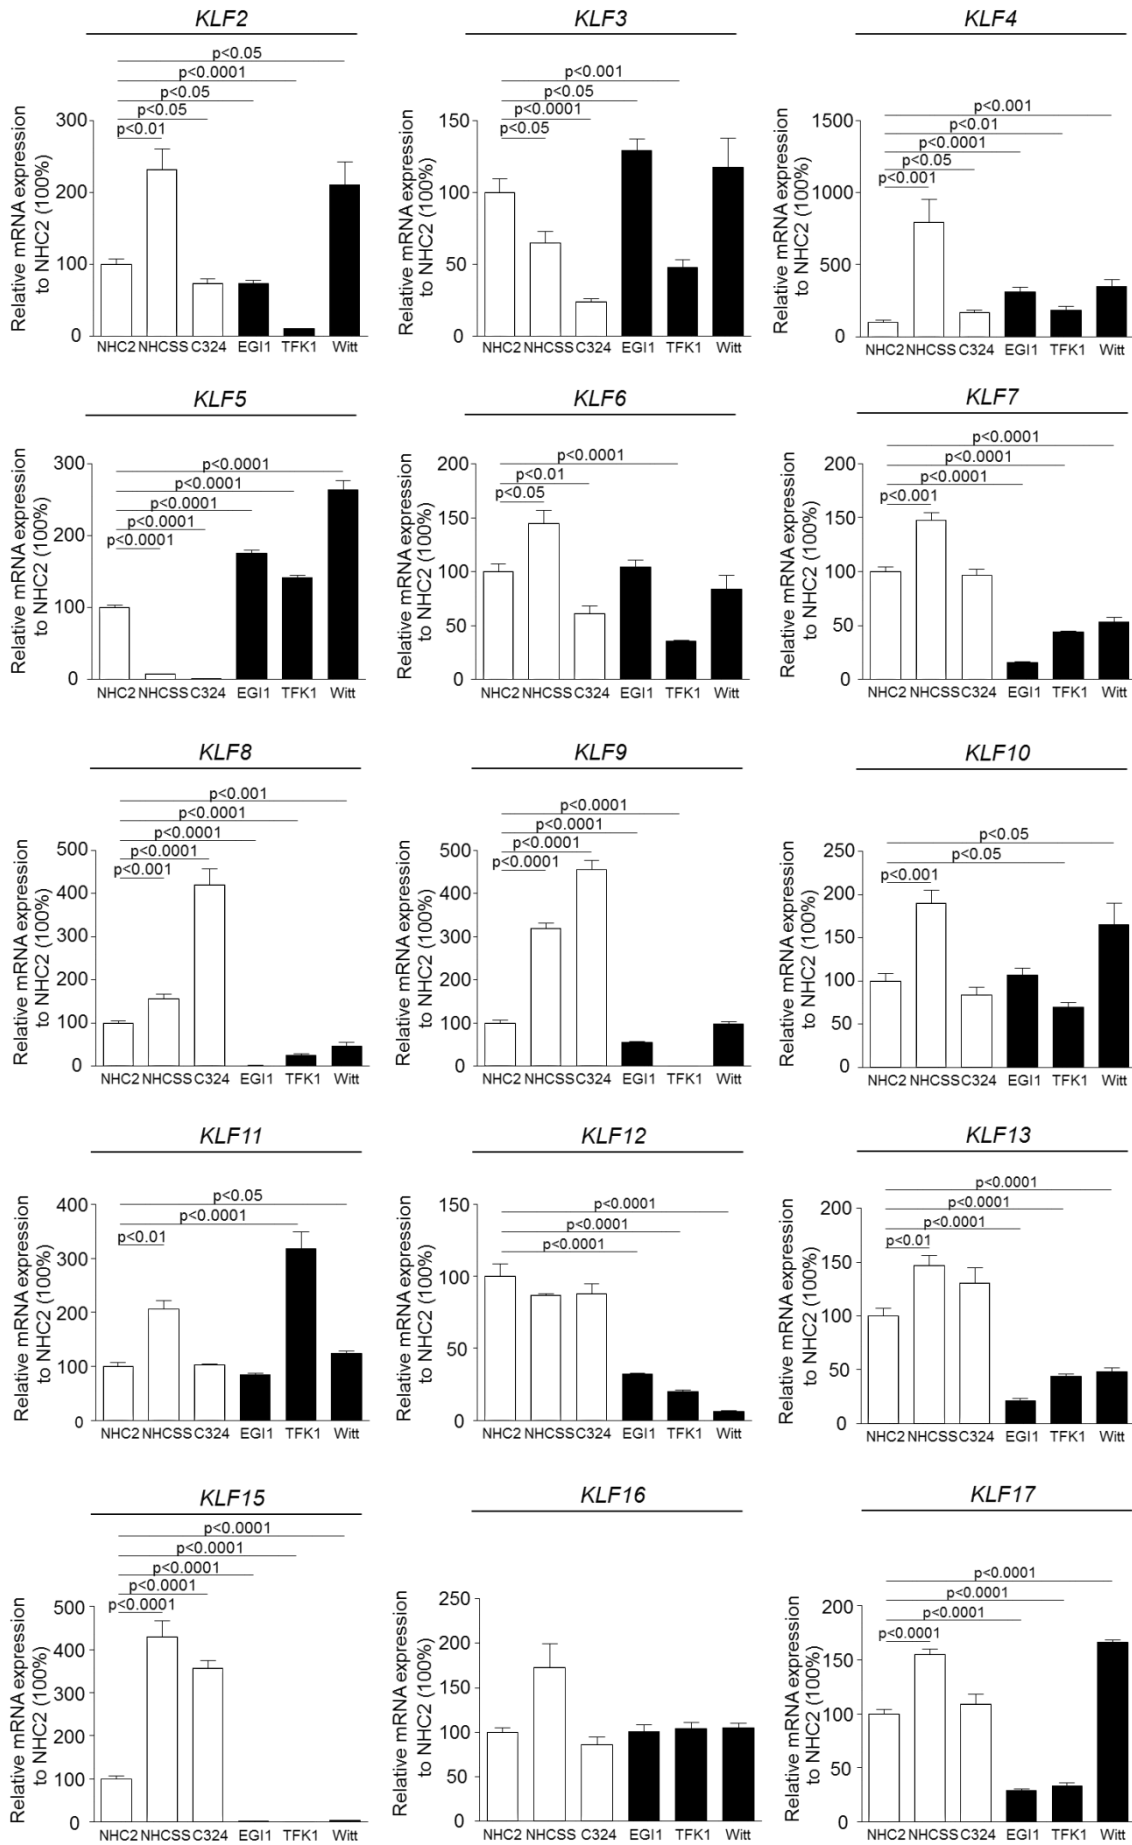 KLF2
p<0.05
p<0.0001
p<0.05
p<0.05
p<0.01
Relative mRNA expression
to NHC2 (100%)
300
200
100
0
NHC2 NHCSS C324 EGI1 TFK1 Witt
KLF3
p<0.001
p<0.05
p<0.0001
p<0.05
Relative mRNA expression
to NHC2 (100%)
150
100
50
0
NHC2 NHCSS C324 EGI1 TFK1 Witt
KLF4
p<0.001
p<0.01
p<0.0001
p<0.05
p<0.001
Relative mRNA expression
to NHC2 (100%)
1500
1000
500
0
NHC2 NHCSS C324 EGI1 TFK1 Witt
KLF5
p<0.0001
p<0.0001
p<0.0001
p<0.0001
p<0.0001
Relative mRNA expression
to NHC2 (100%)
300
200
100
0
NHC2 NHCSS C324 EGI1 TFK1 Witt
KLF6
p<0.0001
p<0.01
p<0.05
Relative mRNA expression
to NHC2 (100%)
200
150
100
50
0
NHC2 NHCSS C324 EGI1 TFK1 Witt
KLF7
p<0.0001
p<0.0001
p<0.0001
p<0.001
Relative mRNA expression
to NHC2 (100%)
200
150
100
50
0
NHC2 NHCSS C324 EGI1 TFK1 Witt
KLF8
p<0.001
p<0.0001
p<0.0001
p<0.0001
p<0.001
Relative mRNA expression
to NHC2 (100%)
500
400
300
200
100
0
NHC2 NHCSS C324 EGI1 TFK1 Witt
KLF9
p<0.0001
p<0.0001
p<0.0001
p<0.0001
Relative mRNA expression
to NHC2 (100%)
500
400
300
200
100
0
NHC2 NHCSS C324 EGI1 TFK1 Witt
KLF10
p<0.05
p<0.05
p<0.001
Relative mRNA expression
to NHC2 (100%)
250
200
150
100
50
0
NHC2 NHCSS C324 EGI1 TFK1 Witt
KLF11
p<0.05
p<0.0001
p<0.01
Relative mRNA expression
to NHC2 (100%)
400
300
200
100
0
NHC2 NHCSS C324 EGI1 TFK1 Witt
KLF12
p<0.0001
p<0.0001
p<0.0001
Relative mRNA expression
to NHC2 (100%)
150
100
50
0
NHC2 NHCSS C324 EGI1 TFK1 Witt
KLF13
p<0.0001
p<0.0001
p<0.0001
p<0.01
Relative mRNA expression
to NHC2 (100%)
200
150
100
50
0
NHC2 NHCSS C324 EGI1 TFK1 Witt
KLF15
p<0.0001
p<0.0001
p<0.0001
p<0.0001
p<0.0001
Relative mRNA expression
to NHC2 (100%)
500
400
300
200
100
0
NHC2 NHCSS C324 EGI1 TFK1 Witt
KLF16
Relative mRNA expression
to NHC2 (100%)
250
200
150
100
50
0
NHC2 NHCSS C324 EGI1 TFK1 Witt
KLF17
p<0.0001
p<0.0001
p<0.0001
p<0.0001
Relative mRNA expression
to NHC2 (100%)
200
150
100
50
0
NHC2 NHCSS C324 EGI1 TFK1 Witt